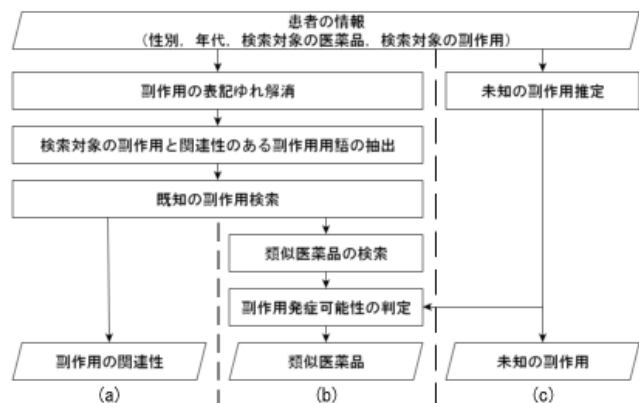 患者の情報
(性別, 年代, 検索対象の医薬品, 検索対象の副作用)
副作用の表記ゆれ解消
未知の副作用推定
検索対象の副作用と関連性のある副作用用語の抽出
既知の副作用検索
類似医薬品の検索
副作用発症可能性の判定
副作用の関連性
類似医薬品
未知の副作用
(a)
(b)
(c)